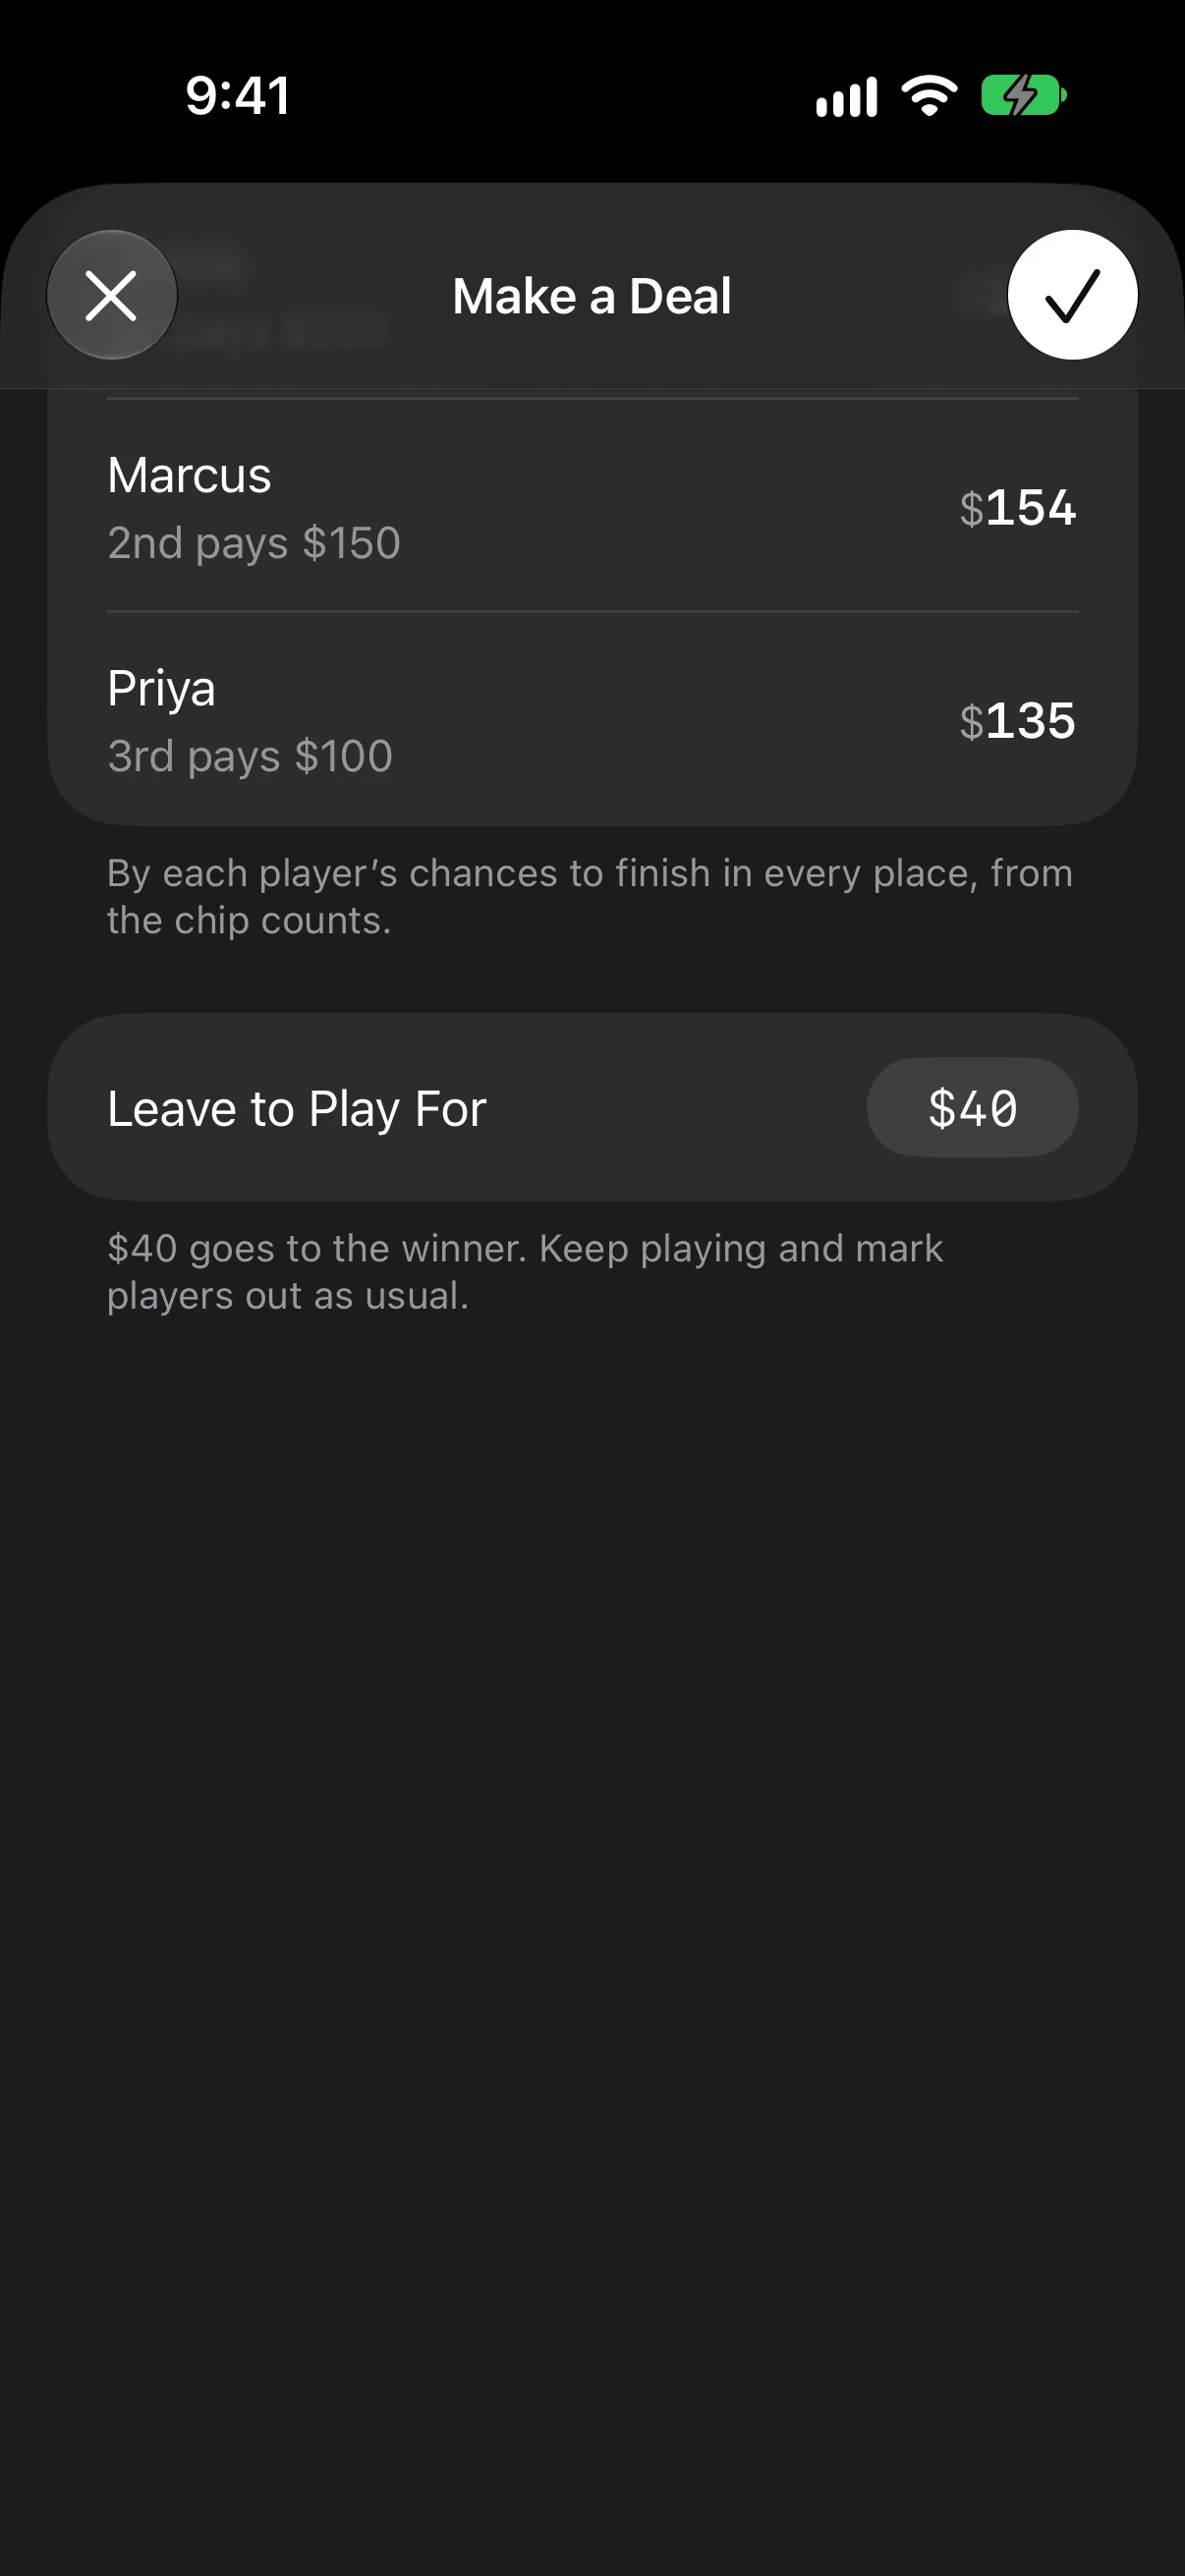 9:41
Make a Deal
Marcus
2nd pays $150
$154
Priya
3rd pays $100
$135
By each player’s chances to finish in every place, from
the chip counts.
Leave to Play For
$40
$40 goes to the winner. Keep playing and mark
players out as usual.